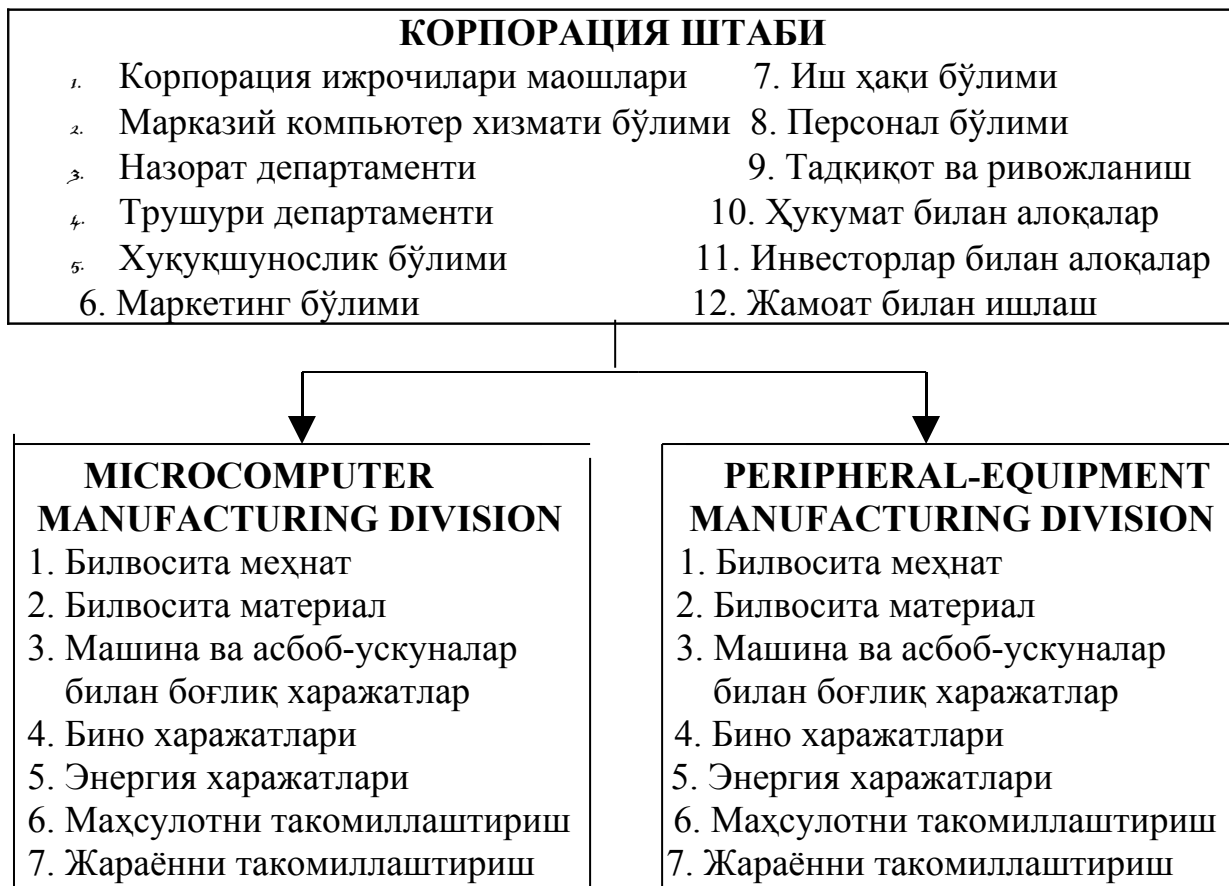 КОРПОРАЦИЯ ШТАБИ
1. Корпорация ижрочилари маошлари 7. Иш ҳақи бўлими
2. Марказий компьютер хизмати бўлими 8. Персонал бўлими
3. Назорат департаменти 9. Тадқиқот ва ривожланиш
4. Трушури департаменти 10. Ҳукумат билан алоқалар
5. Хуқуқшунослик бўлими 11. Инвесторлар билан алоқалар
6. Маркетинг бўлими 12. Жамоат билан ишлаш
MICROCOMPUTER
MANUFACTURING DIVISION
1. Билвосита меҳнат
2. Билвосита материал
3. Машина ва асбоб-ускуналар
билан боғлиқ харажатлар
4. Бино харажатлари
5. Энергия харажатлари
6. Маҳсулотни такомиллаштириш
7. Жараённи такомиллаштириш
PERIPHERAL-EQUIPMENT
MANUFACTURING DIVISION
1. Билвосита меҳнат
2. Билвосита материал
3. Машина ва асбоб-ускуналар
билан боғлиқ харажатлар
4. Бино харажатлари
5. Энергия харажатлари
6. Маҳсулотни такомиллаштириш
7. Жараённи такомиллаштириш